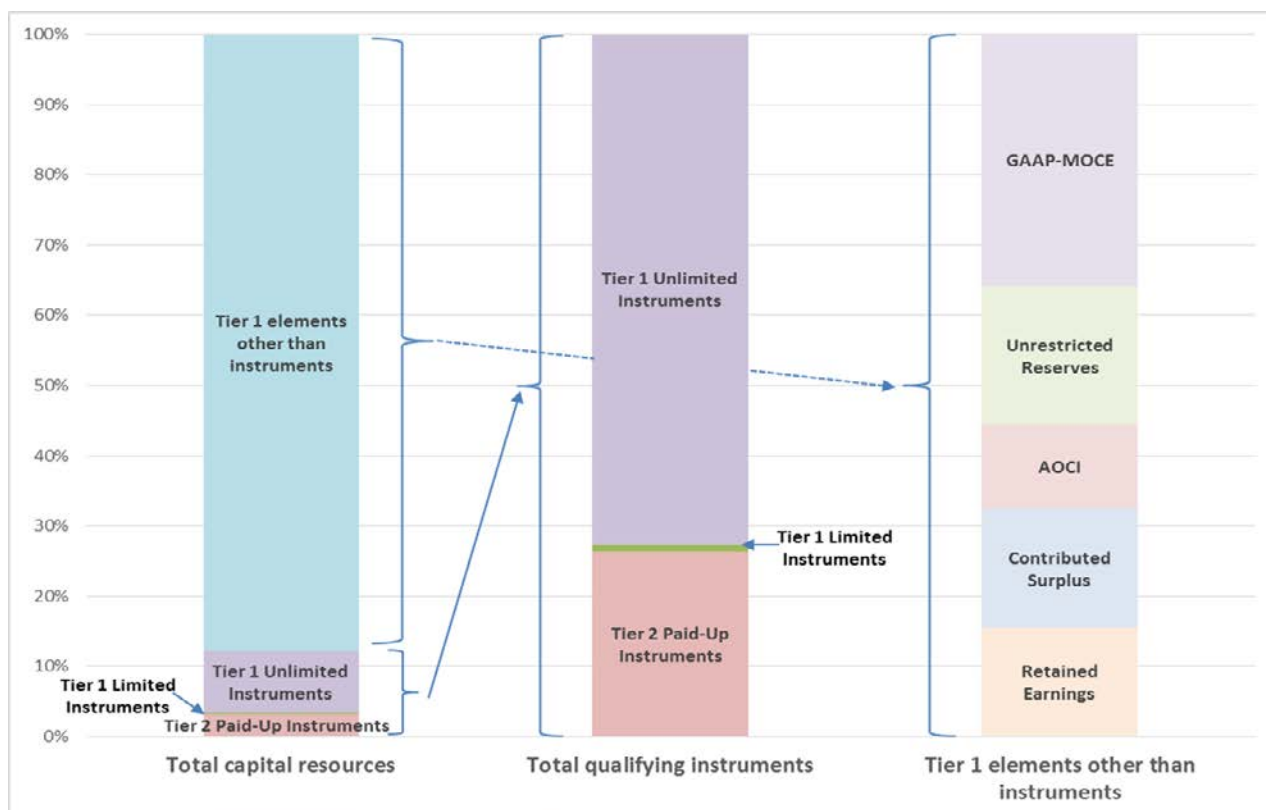 100%
90%
80%
70%
60%
50%
40%
30%
20%
10%
0%
Tier 1 elements
other than
instruments
Tier 1 Unlimited
Instruments
Tier 1 Limited
Instruments
Tier 2 Paid-Up Instruments
Total capital resources
Tier 1 Unlimited
Instruments
Tier 1 Limited
Instruments
Tier 2 Paid-Up
Instruments
Total qualifying instruments
GAAP-MOCE
Unrestricted
Reserves
AOCI
Contributed
Surplus
Retained
Earnings
Tier 1 elements other than
instruments